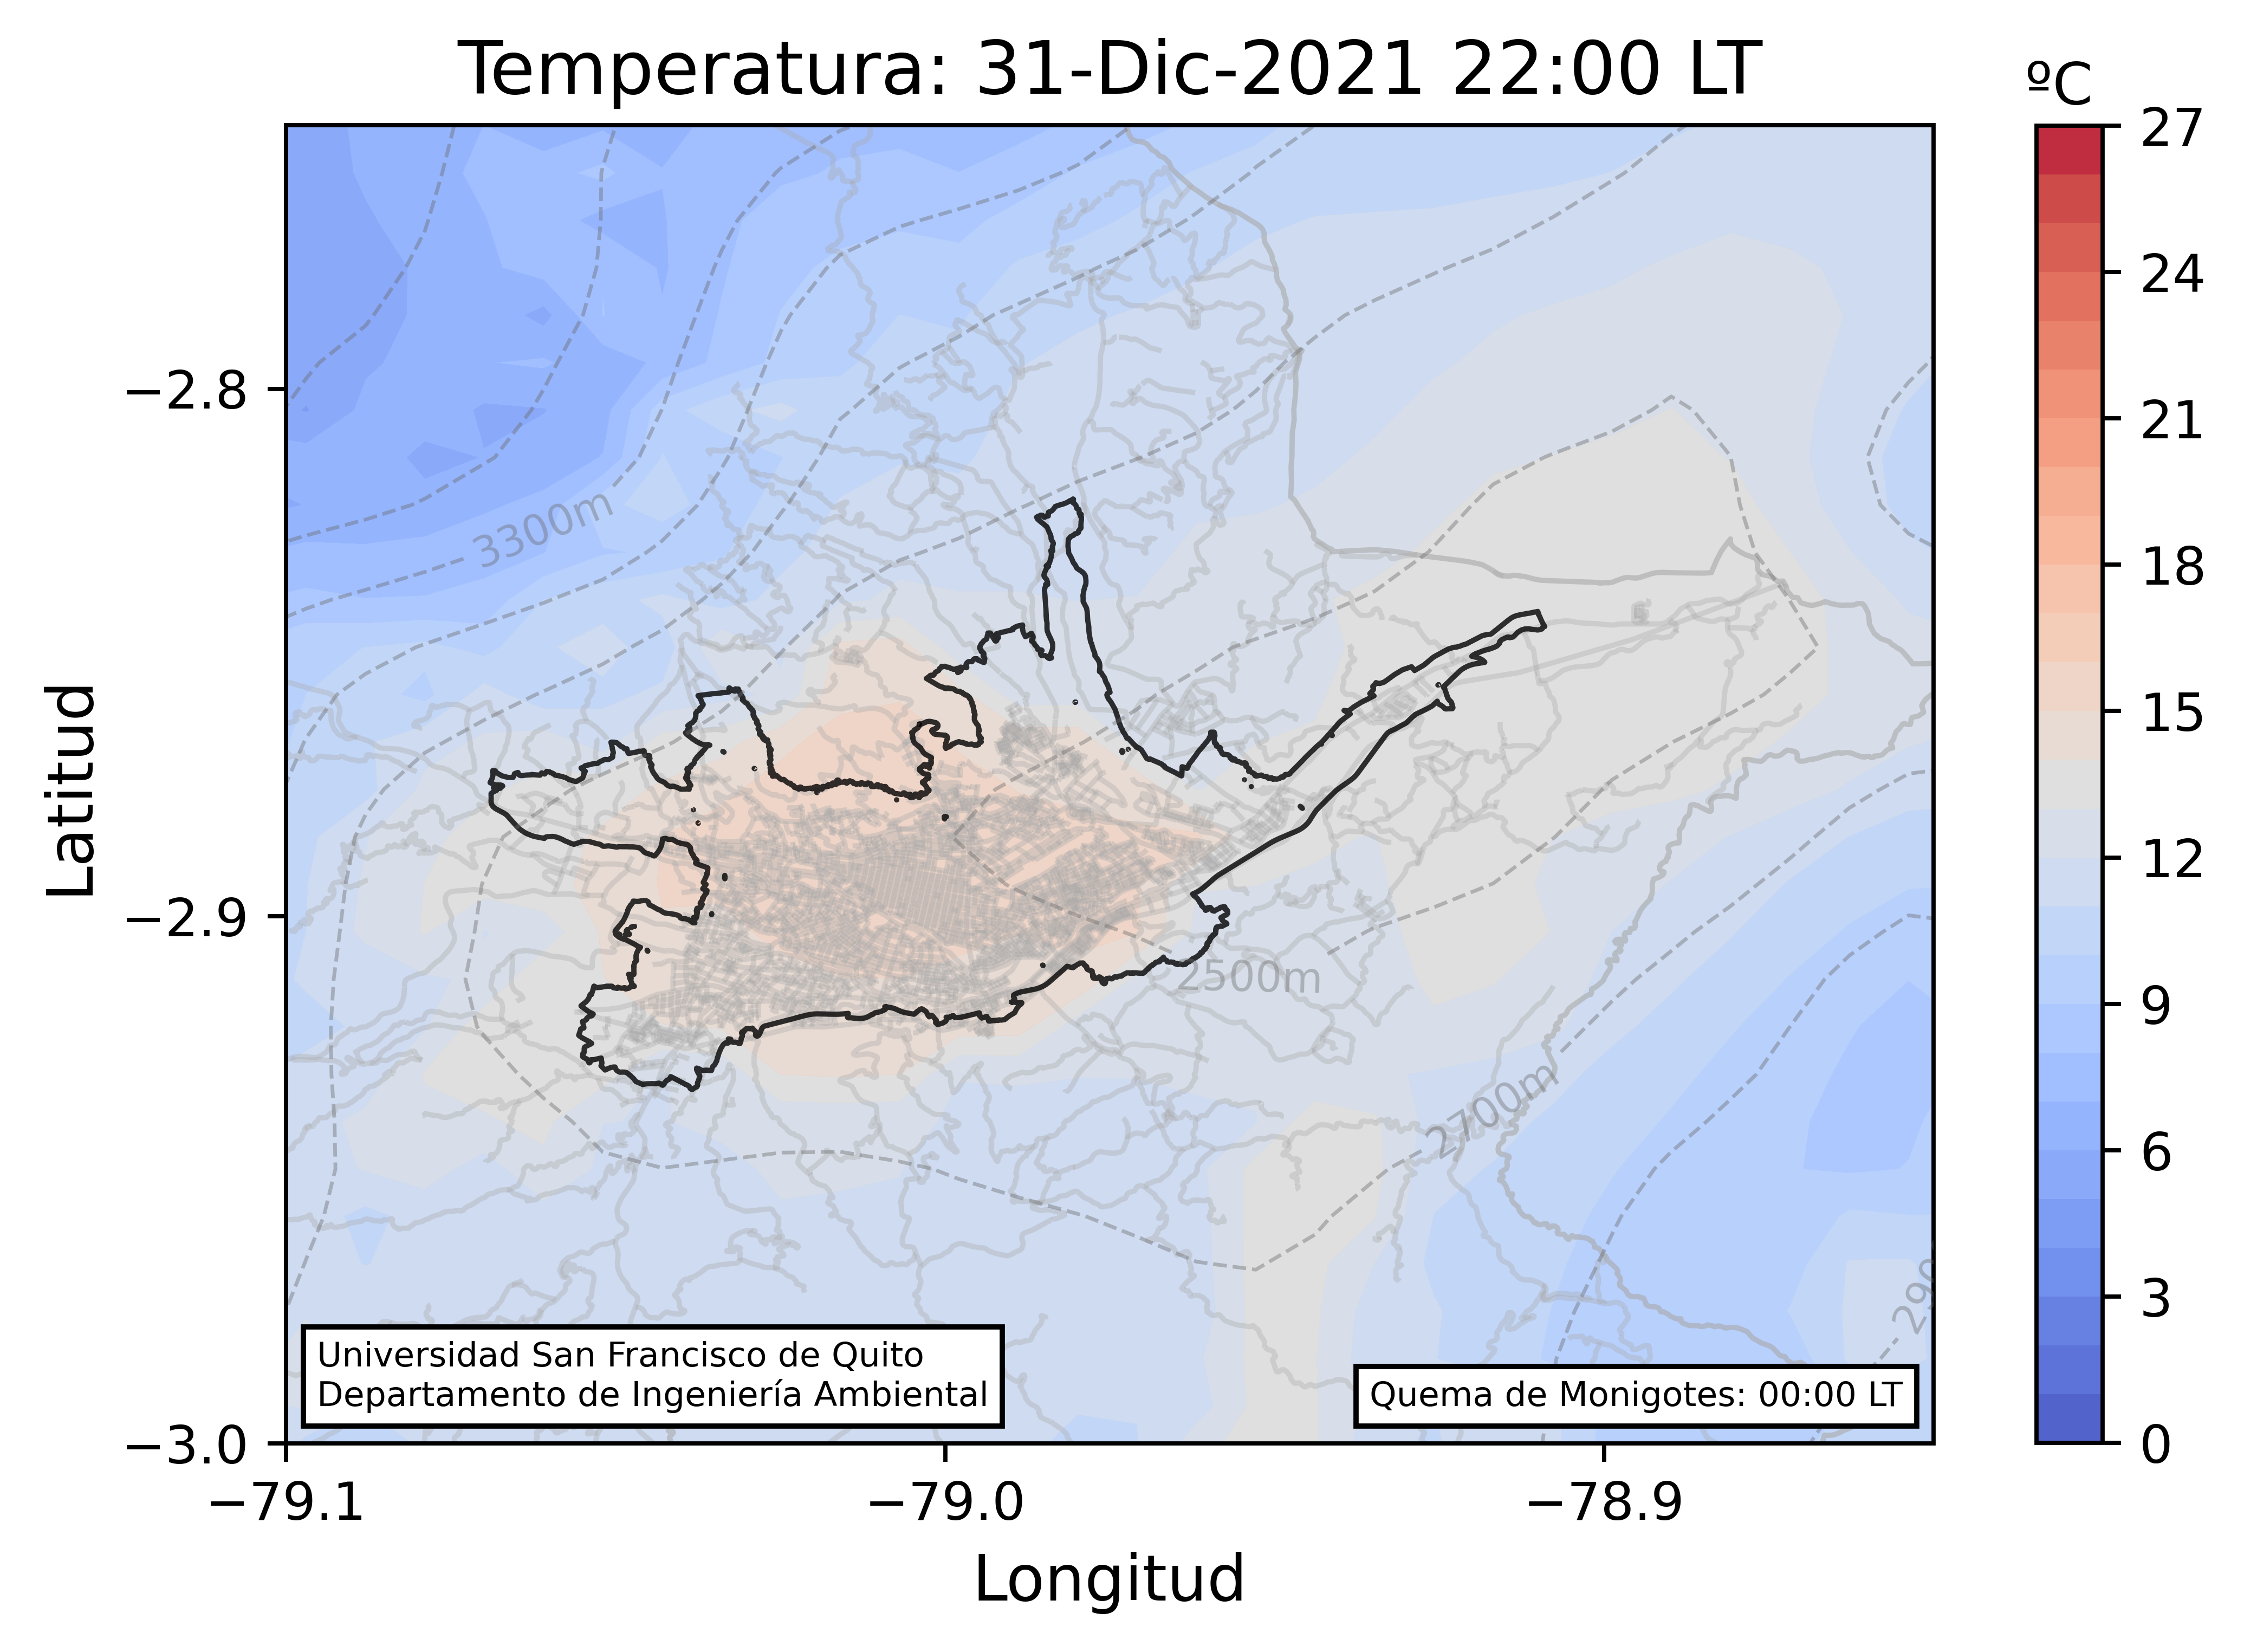 Temperatura: 31-Dic-2021 22:00 LT
ºC
27
24
21
18
15
12
9
6
3
0
Latitud
−2.8
−2.9
−3.0
3300m
2500m
2700m
Universidad San Francisco de Quito
Departamento de Ingeniería Ambiental
Quema de Monigotes: 00:00 LT
−79.1
−79.0
−78.9
Longitud